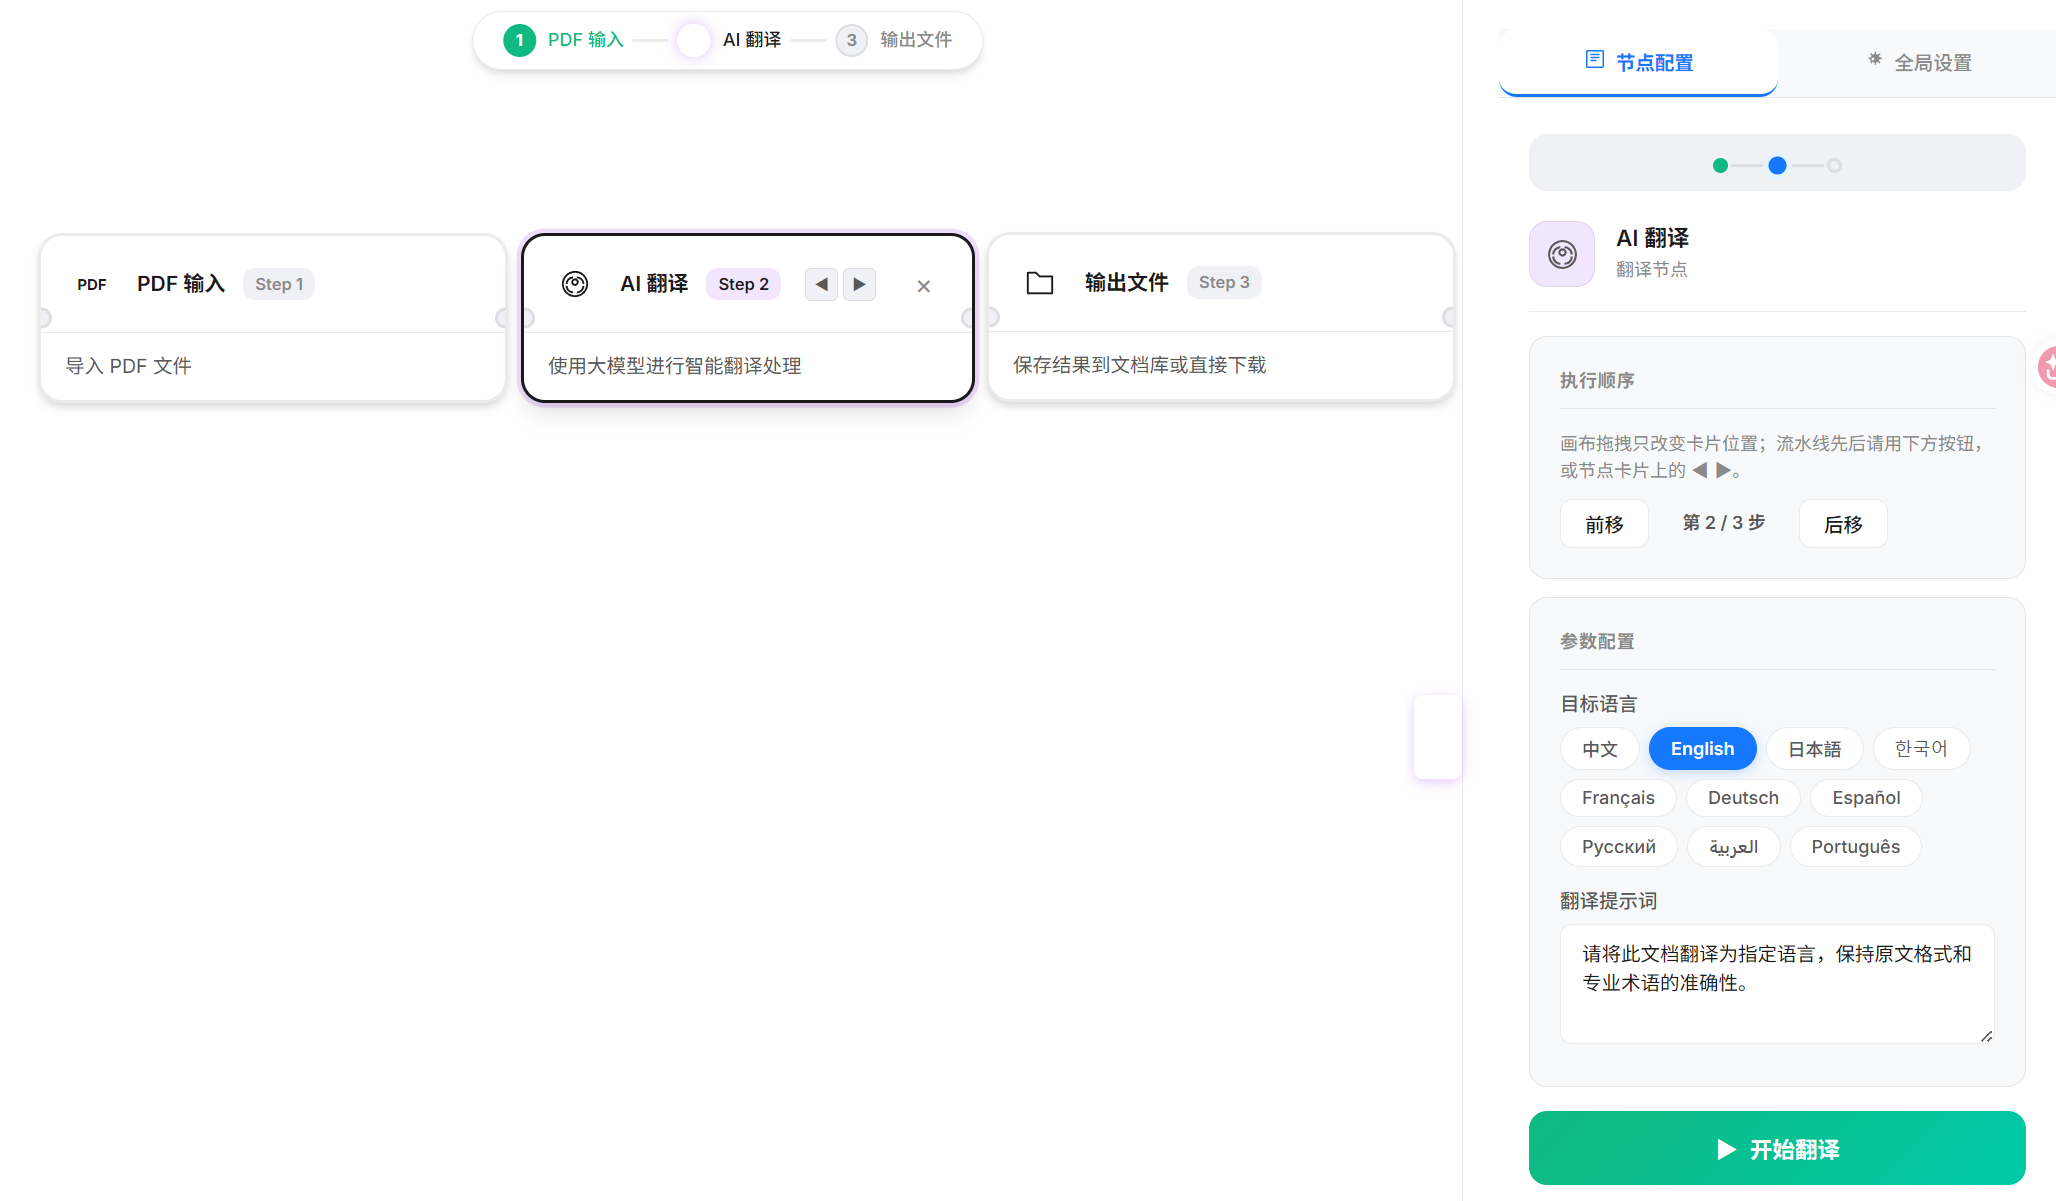 1 PDF 输入 AI 翻译 3 输出文件
节点配置 全局设置
PDF PDF 输入 Step 1
导入 PDF 文件
AI 翻译 Step 2 ◀ ▶ ×
使用大模型进行智能翻译处理
输出文件 Step 3
保存结果到文档库或直接下载
AI 翻译
翻译节点
执行顺序
画布拖拽只改变卡片位置；流水线先后请用下方按钮，
或节点卡片上的 ◀ ▶。
前移 第 2 / 3 步 后移
参数配置
目标语言
中文 English 日本語 한국어
Français Deutsch Español
Русский العربية Português
翻译提示词
请将此文档翻译为指定语言，保持原文格式和
专业术语的准确性。
▶ 开始翻译